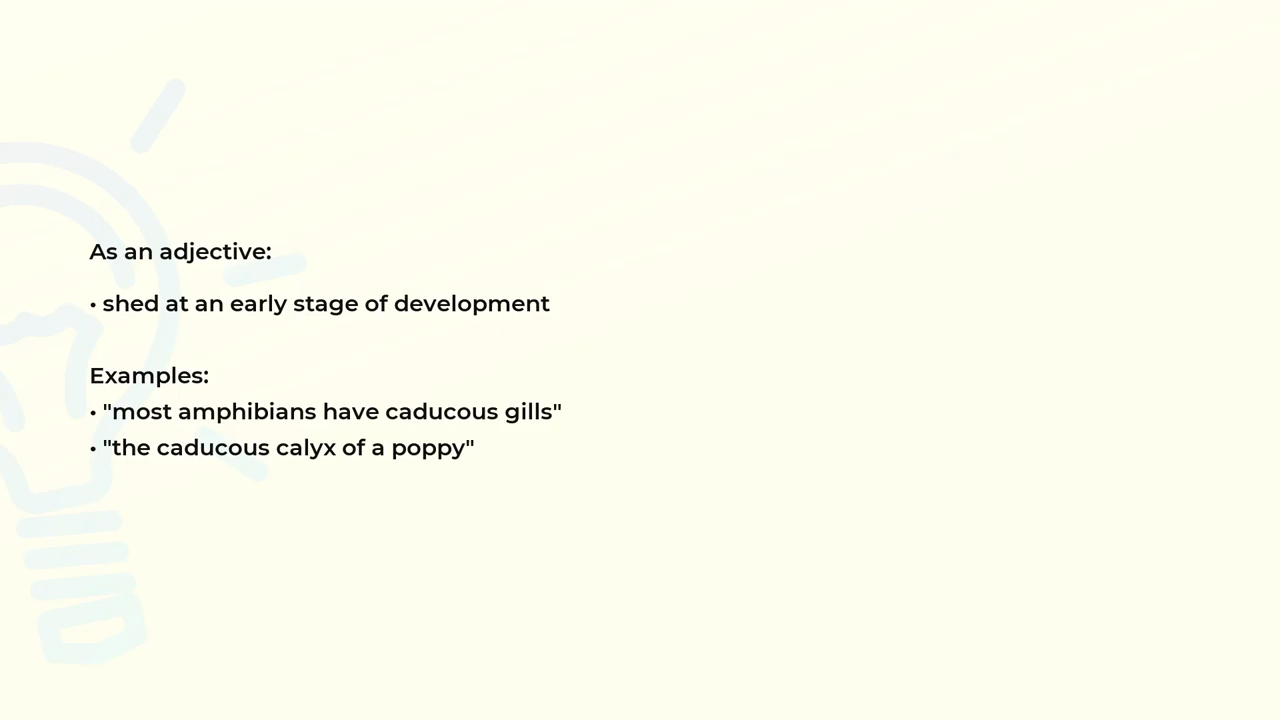 As an adjective:
• shed at an early stage of development
Examples:
• "most amphibians have caducous gills"
• "the caducous calyx of a poppy"